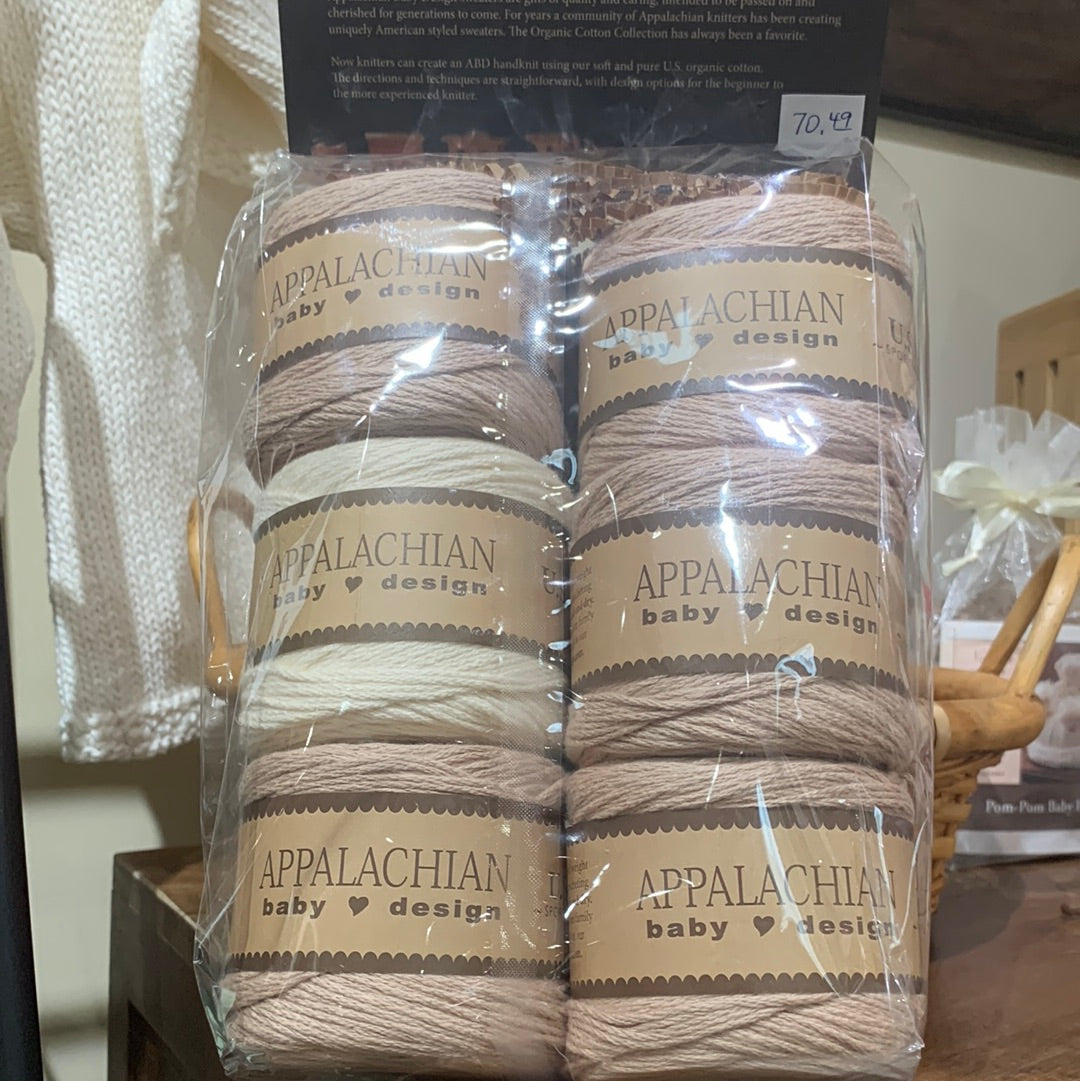 Appalachian Baby Design sweaters are gifts of quality and caring, intended to be passed on and
cherished for generations to come. For years a community of Appalachian knitters has been creating
uniquely American styled sweaters. The Organic Cotton Collection has always been a favorite.
Now knitters can create an ABD handknit using our soft and pure U.S. organic cotton.
The directions and techniques are straightforward, with design options for the beginner to
the more experienced knitter.
70.49
APPALACHIAN
baby design
APPALACHIAN
baby design
U.S
SPO
APPALACHIAN
baby design
U.
APPALACHIAN
baby design
APPALACHIAN
baby design
APPALACHIAN
baby design
Pom-Pom Baby